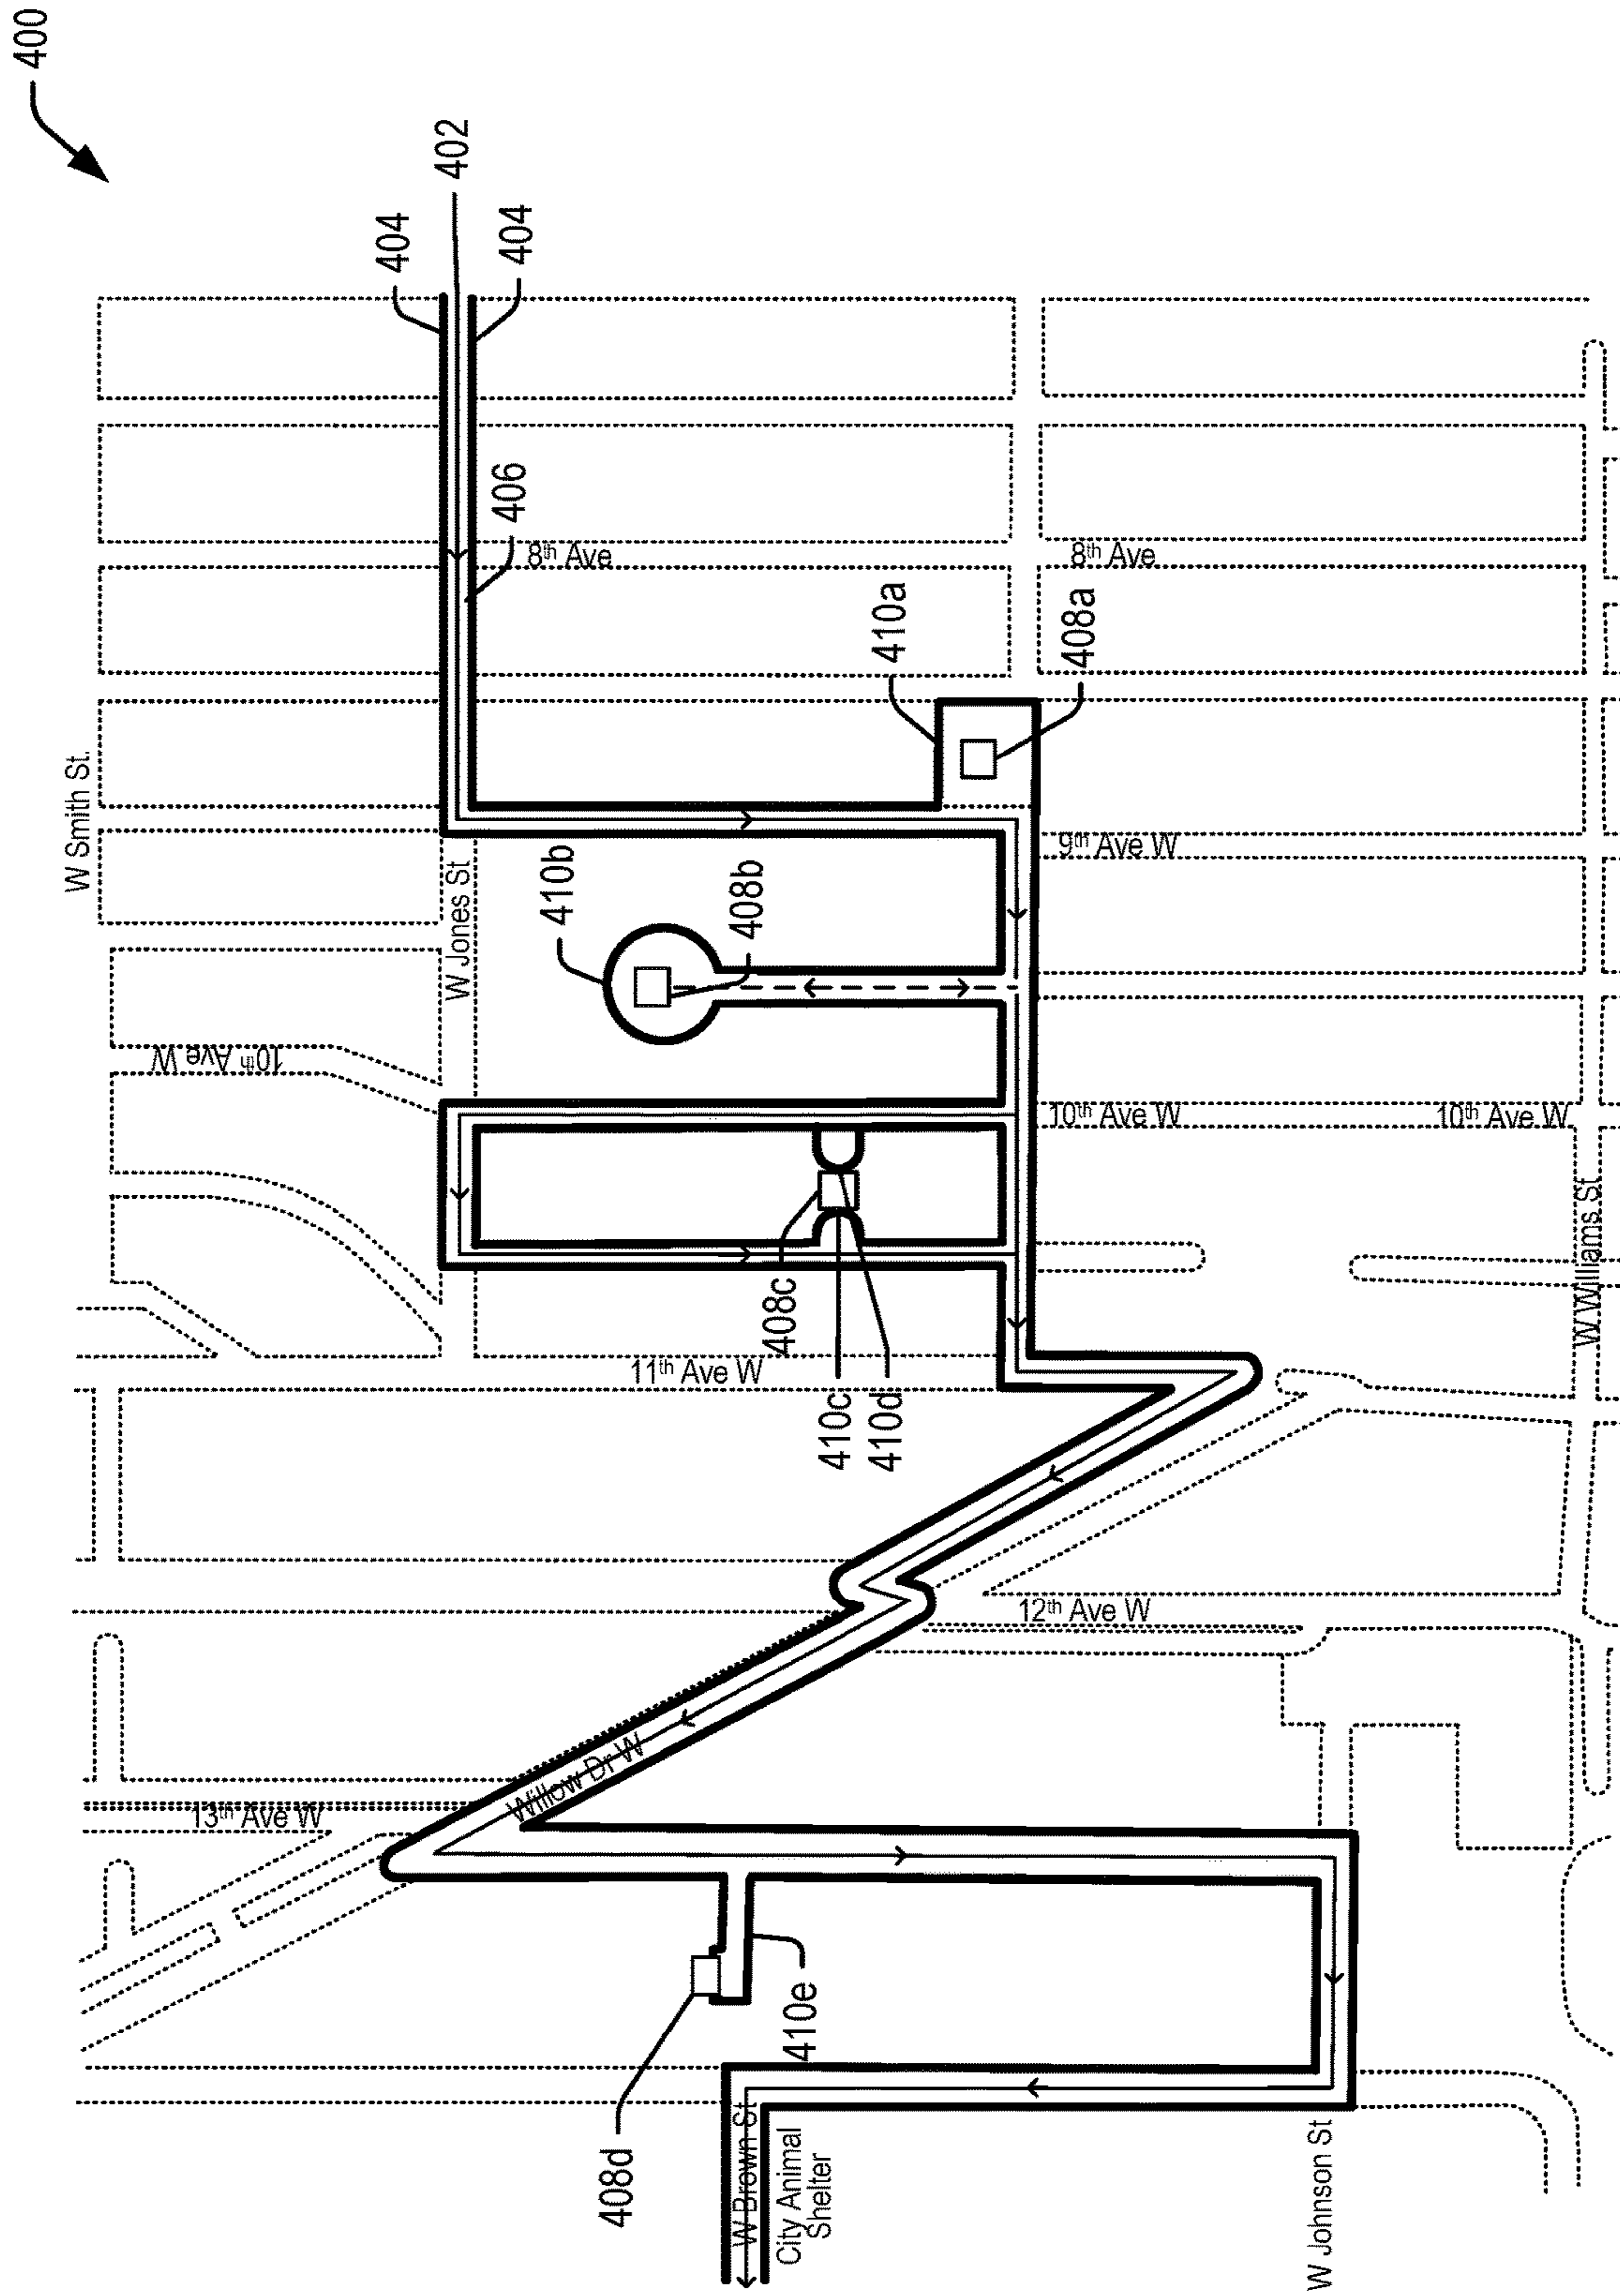 400
402
404
404
406
8th Ave
8th Ave
410a
408a
W Smith St.
9th Ave W
410b
408b
W Jones St
10th Ave W
10th Ave W
10th Ave W
408c
W Williams St
11th Ave W
410c
410d
12th Ave W
Willow Dr W
13th Ave W
410e
408d
W Brown St
City Animal
Shelter
W Johnson St